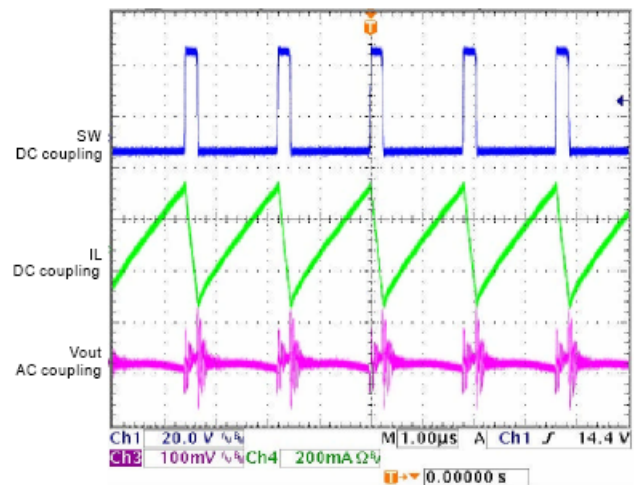 T
SW
DC coupling
IL
DC coupling
Vout
AC coupling
Ch1 20.0 V M 1.00µs A Ch1 14.4 V
Ch3 100mV Ch4 200mA Ω
T 0.00000 s